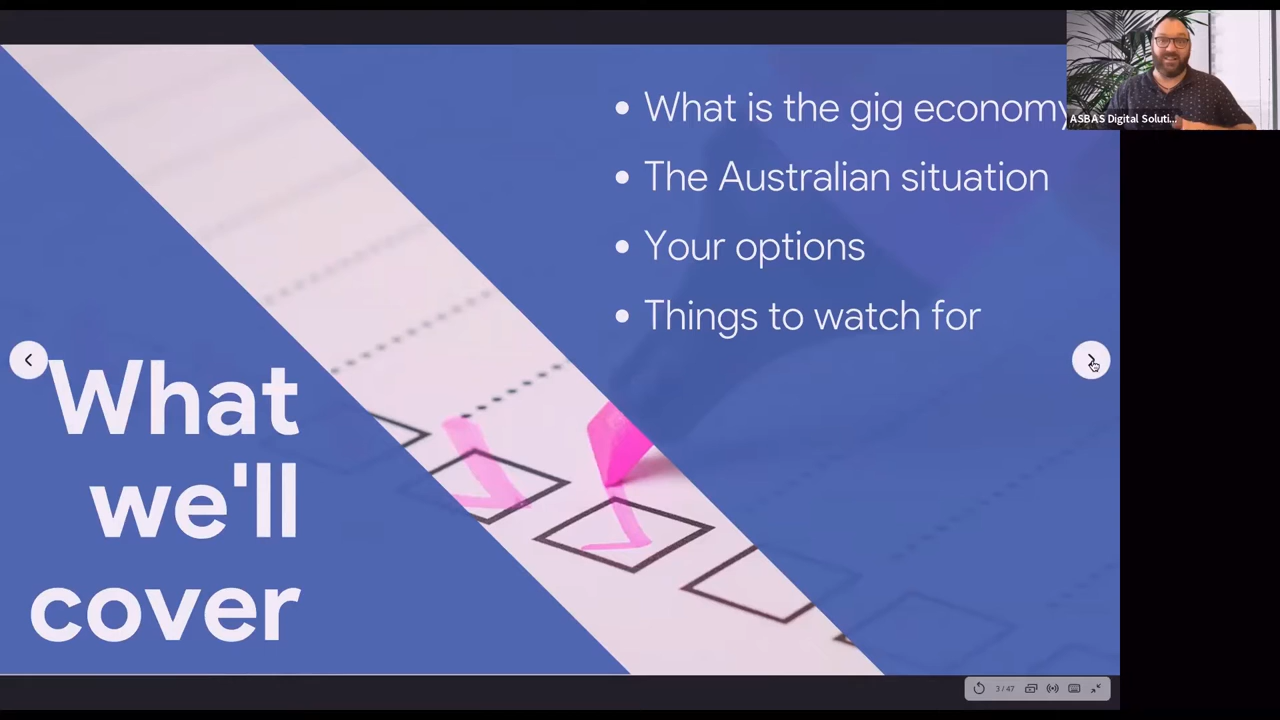 What is the gig economy
The Australian situation
Your options
Things to watch for
What
we'll
cover
ASBAS Digital Soluti...
3 / 47